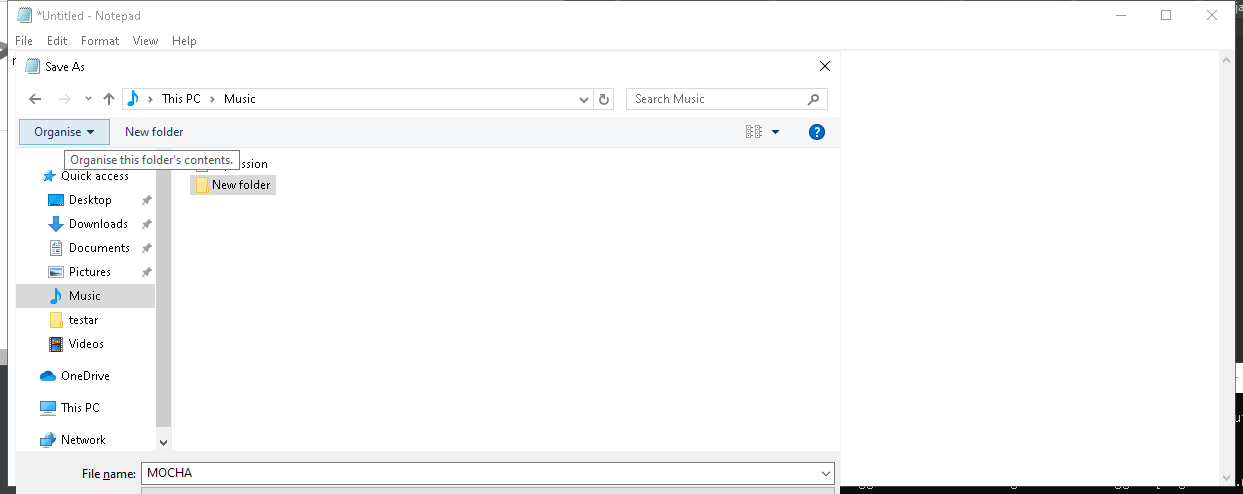 *Untitled - Notepad
File Edit Format View Help
Save As
This PC Music
Search Music
Organise New folder
Organise this folder's contents.
Quick access
New folder
Desktop
Downloads
Documents
Pictures
Music
testar
Videos
OneDrive
This PC
Network
File name: MOCHA